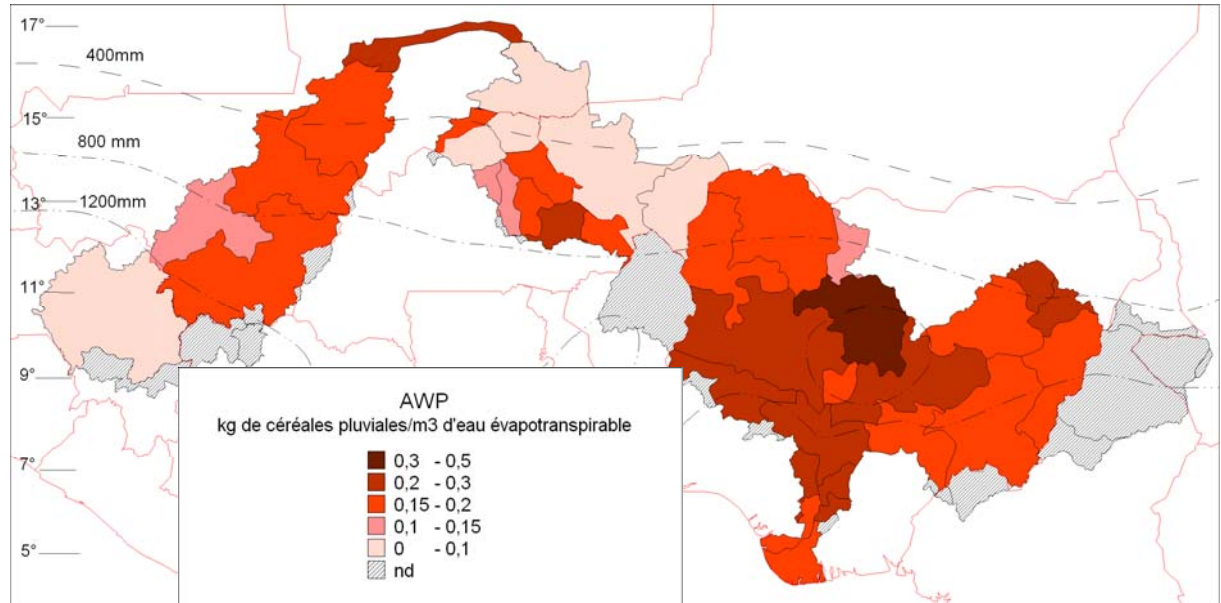 17°
400mm
15°
800 mm
1200mm
13°
11°
9°
7°
5°
AWP
kg de céréales pluviales/m3 d'eau évapotranspirable
0,3 - 0,5
0,2 - 0,3
0,15 - 0,2
0,1 - 0,15
0 - 0,1
nd